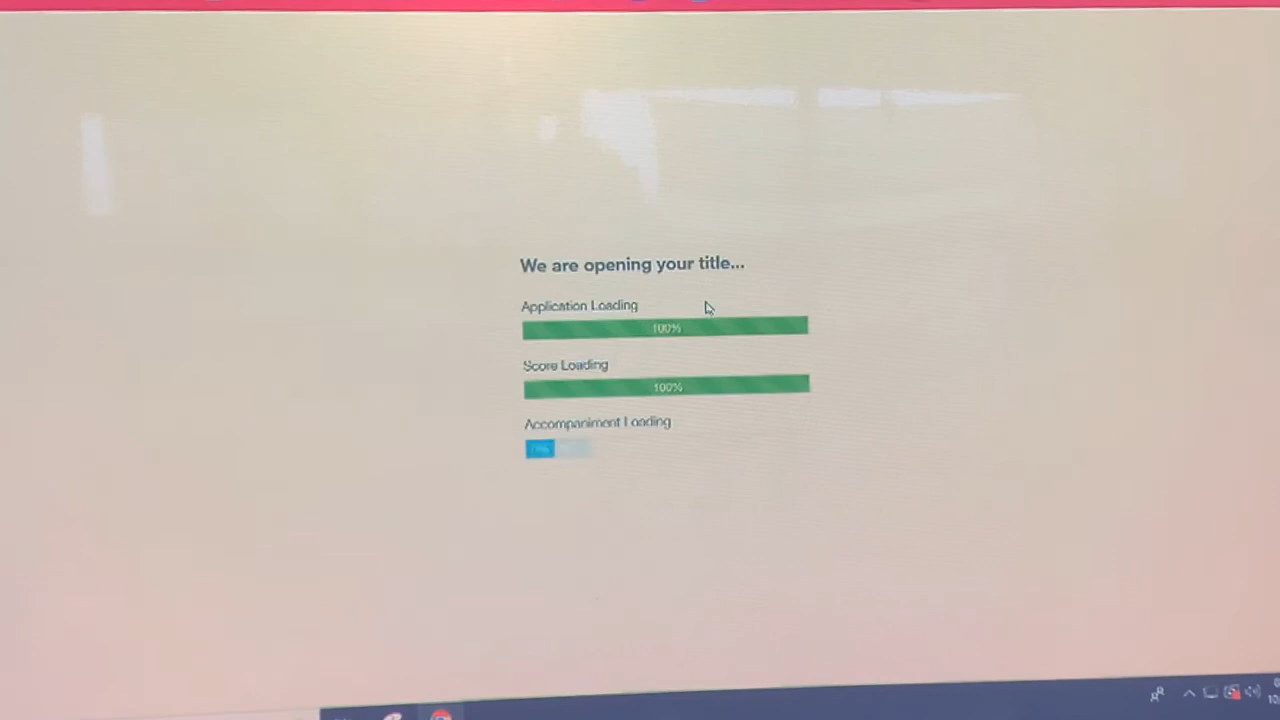 We are opening your title...
Application Loading
100%
Score Loading
100%
Accompaniment Loading